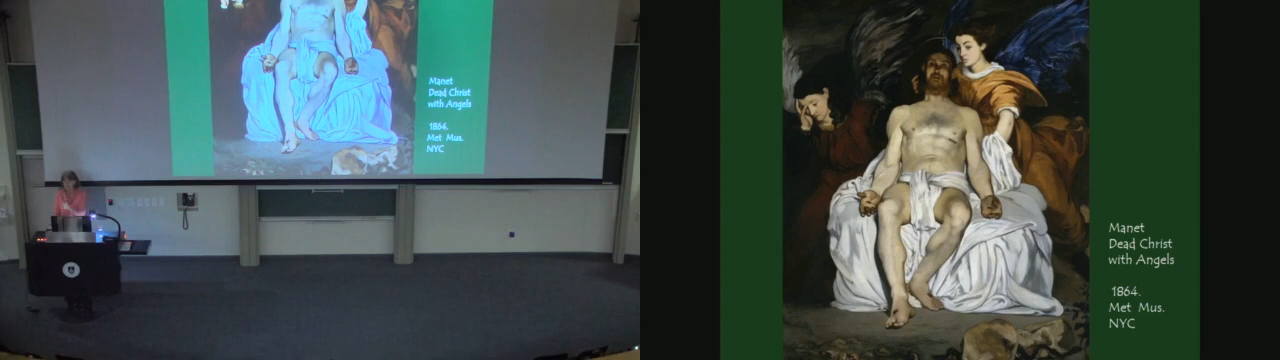 Manet
Dead Christ
with Angels
1864.
Met Mus.
NYC
Manet
Dead Christ
with Angels
1864.
Met Mus.
NYC